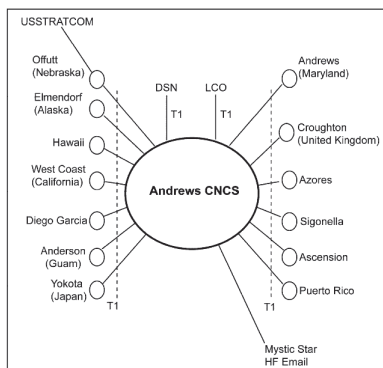 USSTRATCOM
Offutt
(Nebraska)
Elmendorf
(Alaska)
Hawaii
West Coast
(California)
Diego Garcia
Anderson
(Guam)
Yokota
(Japan)
T1
DSN
T1
LCO
T1
Andrews CNCS
Andrews
(Maryland)
Croughton
(United Kingdom)
Azores
Sigonella
Ascension
Puerto Rico
T1
Mystic Star
HF Email